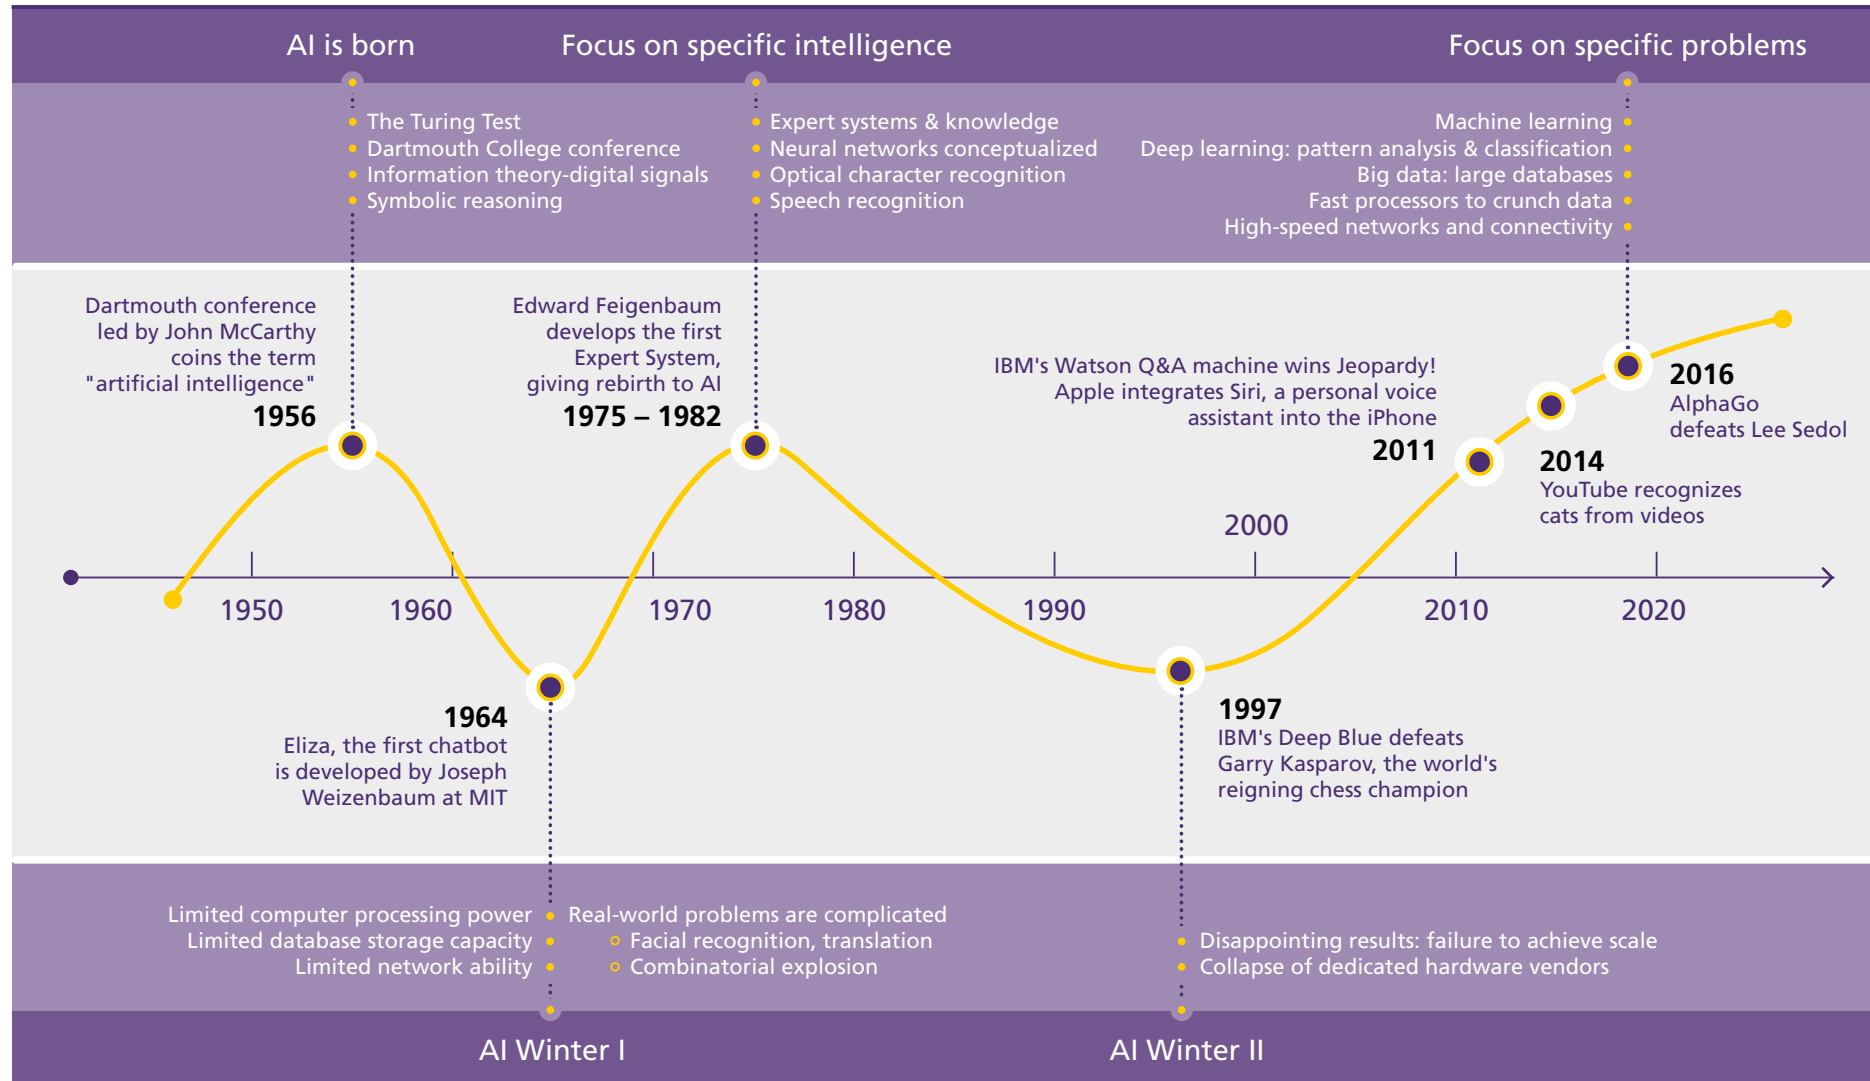 AI is born
Focus on specific intelligence
Focus on specific problems
The Turing Test
Dartmouth College conference
Information theory-digital signals
Symbolic reasoning
Expert systems & knowledge
Neural networks conceptualized
Optical character recognition
Speech recognition
Machine learning
Deep learning: pattern analysis & classification
Big data: large databases
Fast processors to crunch data
High-speed networks and connectivity
Dartmouth conference
led by John McCarthy
coins the term
"artificial intelligence"
1956
Edward Feigenbaum
develops the first
Expert System,
giving rebirth to AI
1975 – 1982
IBM's Watson Q&A machine wins Jeopardy!
Apple integrates Siri, a personal voice
assistant into the iPhone
2011
2014
YouTube recognizes
cats from videos
2016
AlphaGo
defeats Lee Sedol
1950
1960
1970
1980
1990
2000
2010
2020
1964
Eliza, the first chatbot
is developed by Joseph
Weizenbaum at MIT
1997
IBM's Deep Blue defeats
Garry Kasparov, the world's
reigning chess champion
Limited computer processing power
Limited database storage capacity
Limited network ability
Real-world problems are complicated
Facial recognition, translation
Combinatorial explosion
Disappointing results: failure to achieve scale
Collapse of dedicated hardware vendors
AI Winter I
AI Winter II